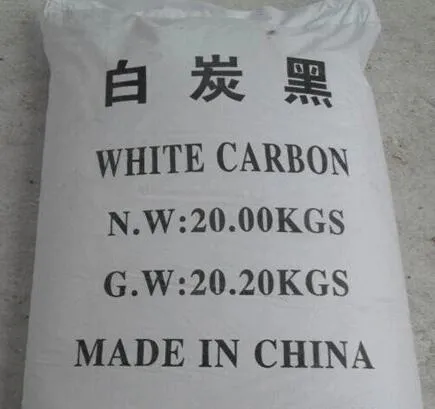 白炭黑
WHITE CARBON
N.W:20.00KGS
G.W:20.20KGS
MADE IN CHINA